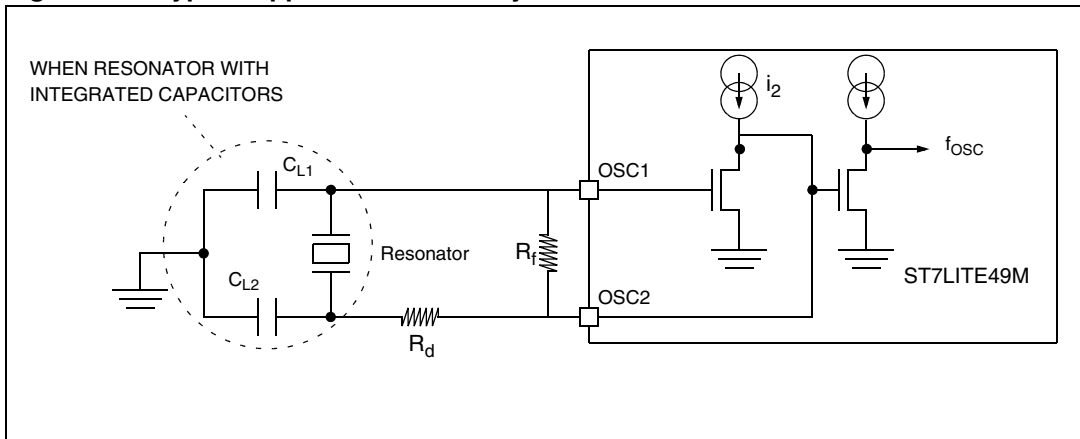 WHEN RESONATOR WITH
INTEGRATED CAPACITORS
i2
fOSC
CL1
OSC1
Resonator
Rf
ST7LITE49M
CL2
OSC2
Rd